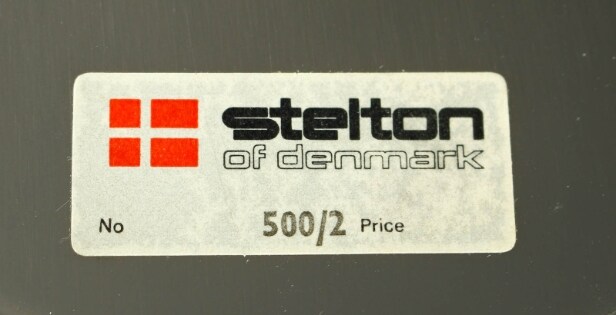 stelton
of denmark
No 500/2 Price